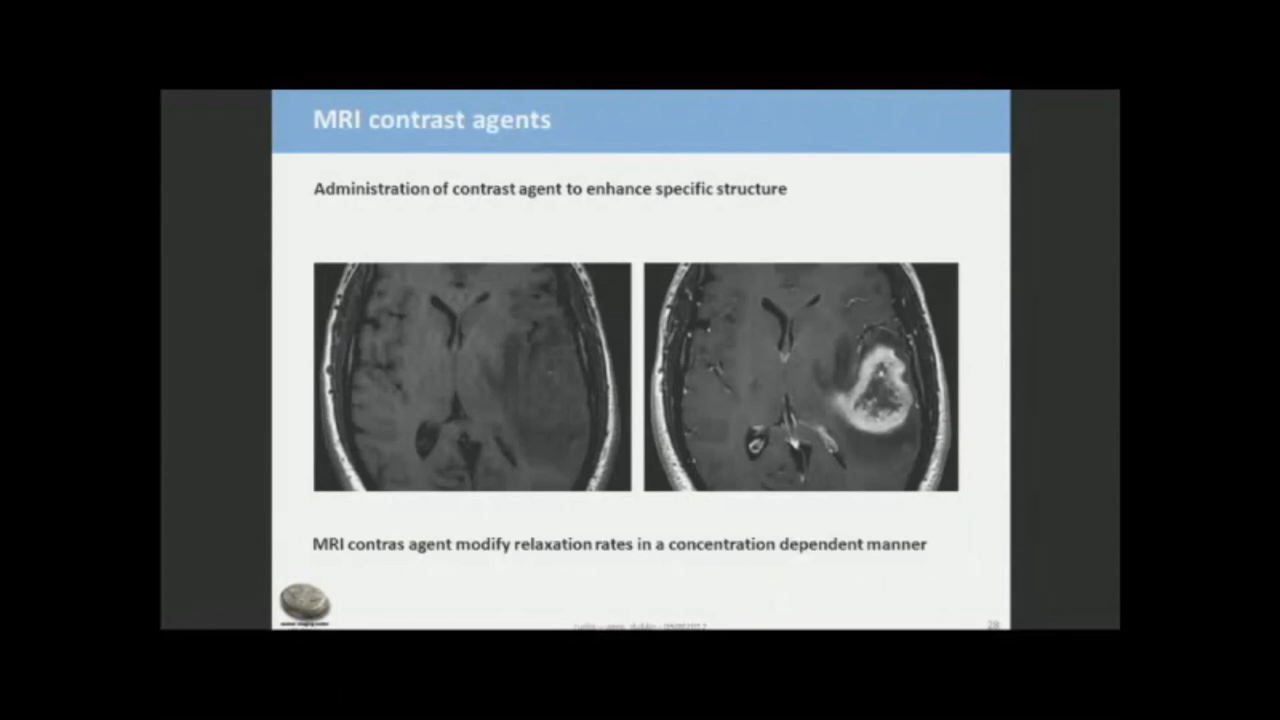 MRI contrast agents
Administration of contrast agent to enhance specific structure
MRI contras agent modify relaxation rates in a concentration dependent manner
28